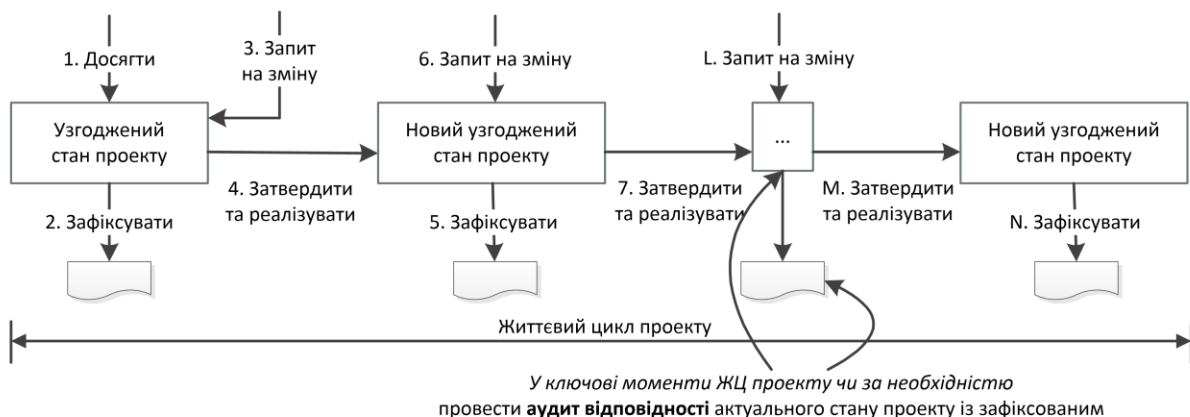 1. Досягти
3. Запит
на зміну
6. Запит на зміну
L. Запит на зміну
Узгоджений
стан проекту
Новий узгоджений
стан проекту
...
Новий узгоджений
стан проекту
4. Затвердити
та реалізувати
7. Затвердити
та реалізувати
M. Затвердити
та реалізувати
2. Зафіксувати
5. Зафіксувати
N. Зафіксувати
Життєвий цикл проекту
У ключові моменти ЖЦ проекту чи за необхідністю
провести аудит відповідності актуального стану проекту із зафіксованим